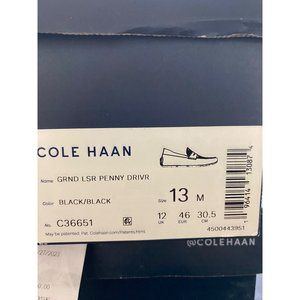 COLE HAAN
Name GRND LSR PENNY DRIVR
Color BLACK/BLACK
Size 13 M
No. C36651
12 46 30.5
UK EUR CM
May be patented. Pat. ColeHaan.com/Patents.html
4500443951
@COLEHAAN